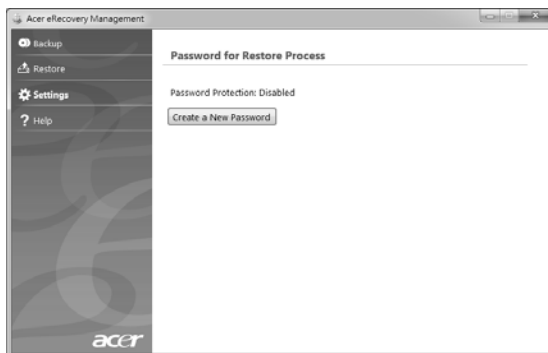 Acer eRecovery Management
Backup
Restore
Settings
Help
Password for Restore Process
Password Protection: Disabled
Create a New Password
acer